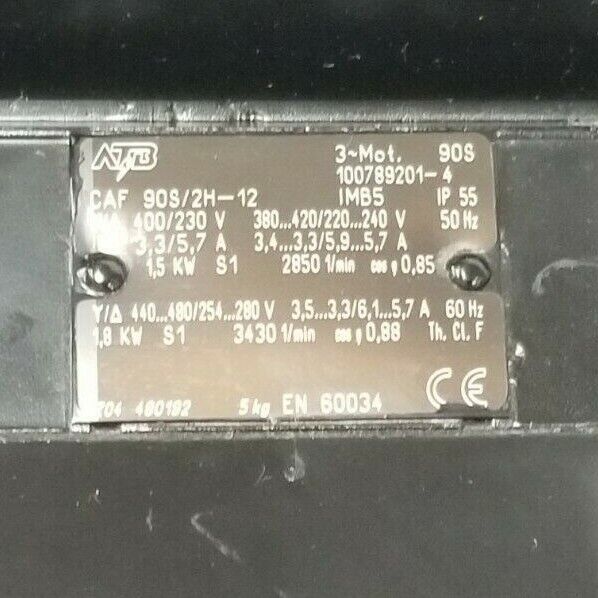 ATB 3~Mot. 90S
100789201-4
CAF 90S/2H-12 IMB5 IP 55
Y/Δ 400/230 V 380...420/220...240 V 50 Hz
3,3/5,7 A 3,4...3,3/5,9...5,7 A
1,5 KW S1 2850 1/min cos φ 0,85
Y/Δ 440...480/254...280 V 3,5...3,3/6,1...5,7 A 60 Hz
1,8 KW S1 3430 1/min cos φ 0,88 Th. Cl. F
480192 5 kg EN 60034 CE